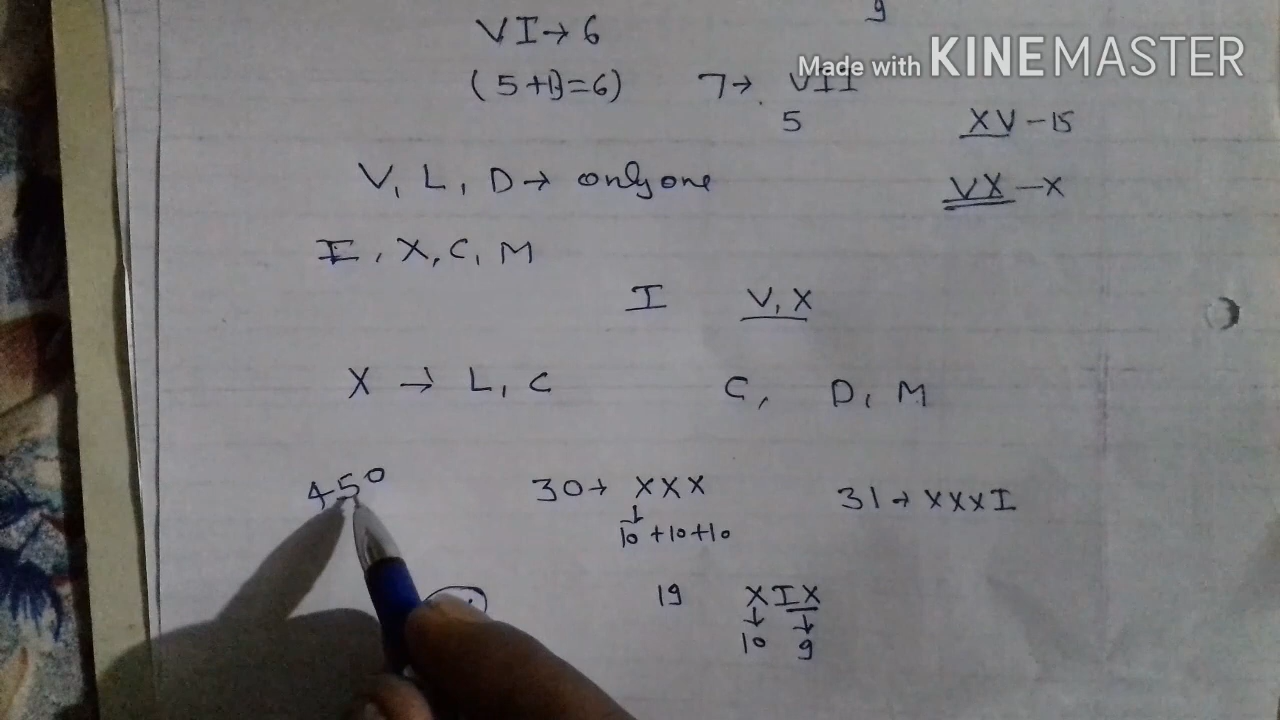 9
VI → 6
Made with KINEMASTER
(5+1)=6) 7→ VII
5
XV - 15
V, L, D → only one
VX - X
I, X, C, M
I V, X
X → L, C C, D, M
450 30→ XXX 31→ XXXI
↓
10+10+10
19 XIX
↓ ↓
10 9